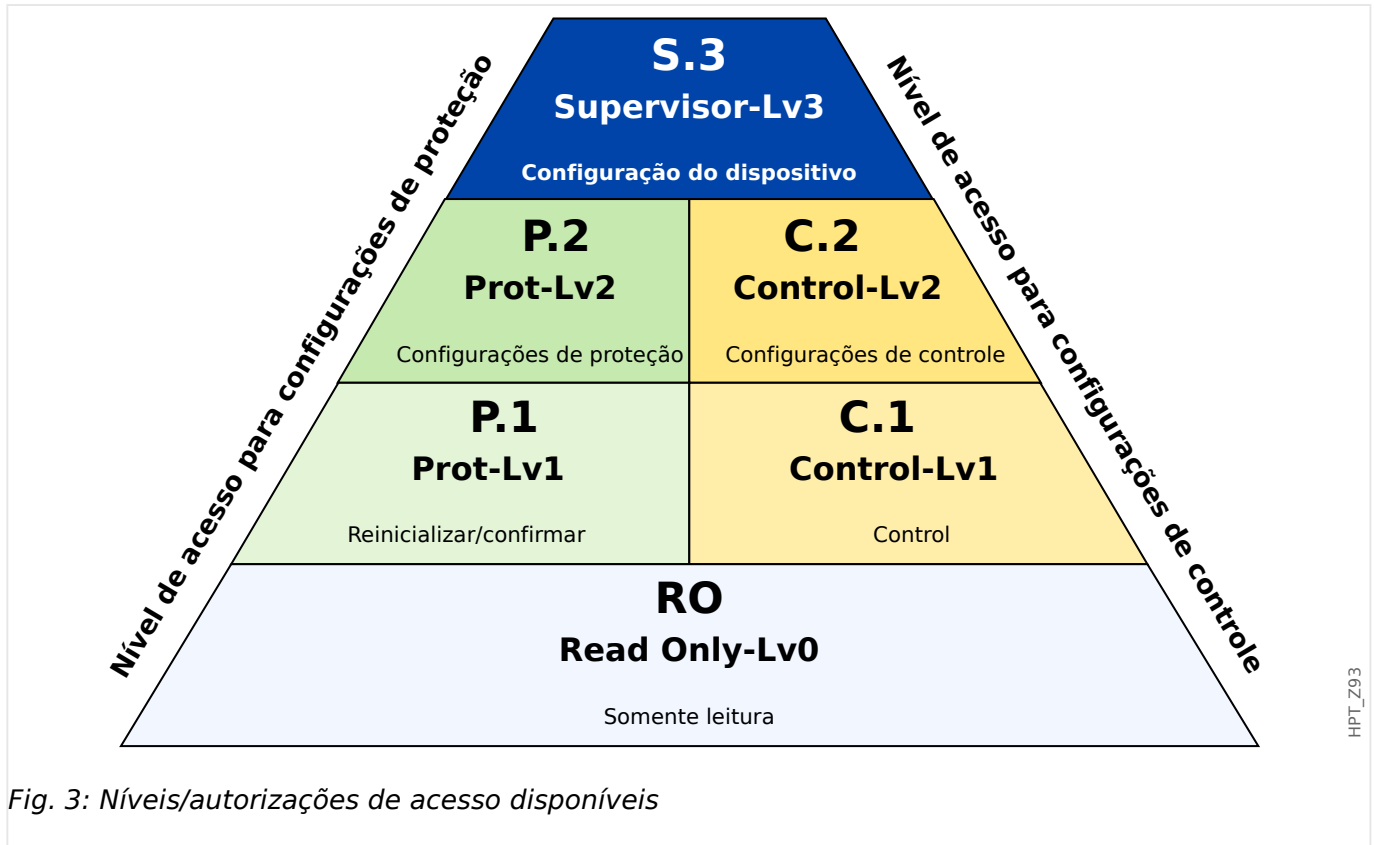 S.3
Supervisor-Lv3
Configuração do dispositivo
Nível de acesso para configurações de proteção
Nível de acesso para configurações de controle
P.2
Prot-Lv2
Configurações de proteção
C.2
Control-Lv2
Configurações de controle
P.1
Prot-Lv1
Reinicializar/confirmar
C.1
Control-Lv1
Control
RO
Read Only-Lv0
Somente leitura
HPT_Z93
Fig. 3: Níveis/autorizações de acesso disponíveis